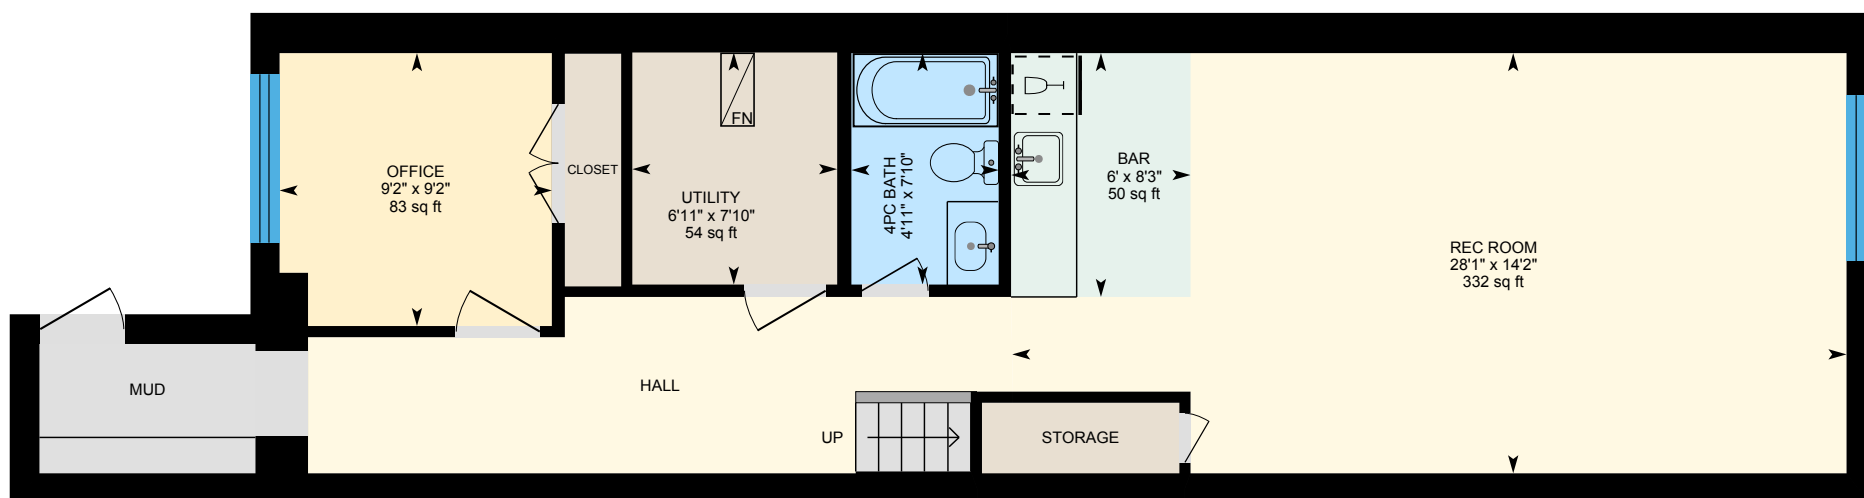 OFFICE
9'2" x 9'2"
83 sq ft
CLOSET
FN
UTILITY
6'11" x 7'10"
54 sq ft
4PC BATH
4'11" x 7'10"
BAR
6' x 8'3"
50 sq ft
REC ROOM
28'1" x 14'2"
332 sq ft
MUD
HALL
UP
STORAGE